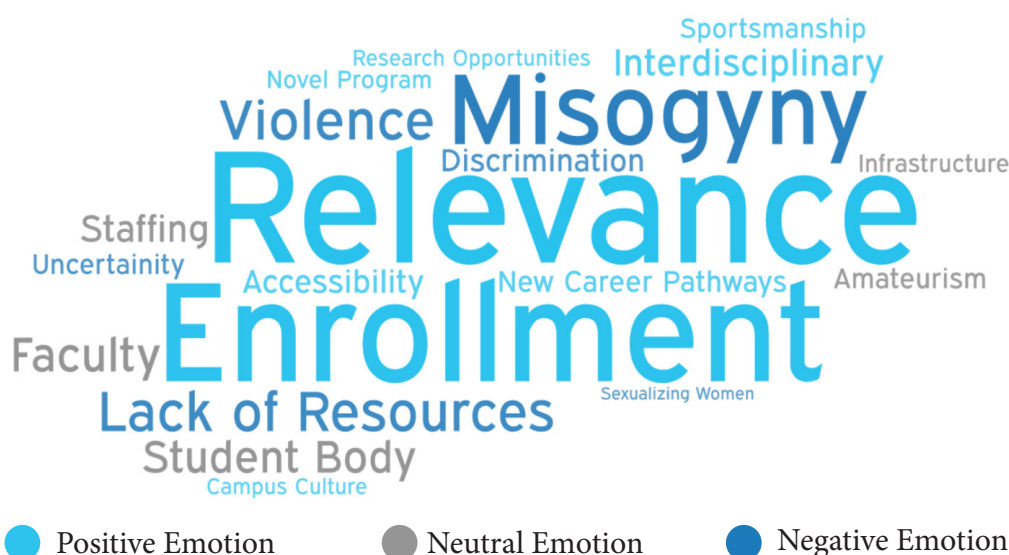 Sportsmanship
Research Opportunities
Interdisciplinary
Novel Program
Misogyny
Violence
Discrimination
Infrastructure
Relevance
Staffing
Uncertainity
Accessibility
New Career Pathways
Amateurism
Enrollment
Faculty
Sexualizing Women
Lack of Resources
Student Body
Campus Culture
Positive Emotion
Neutral Emotion
Negative Emotion